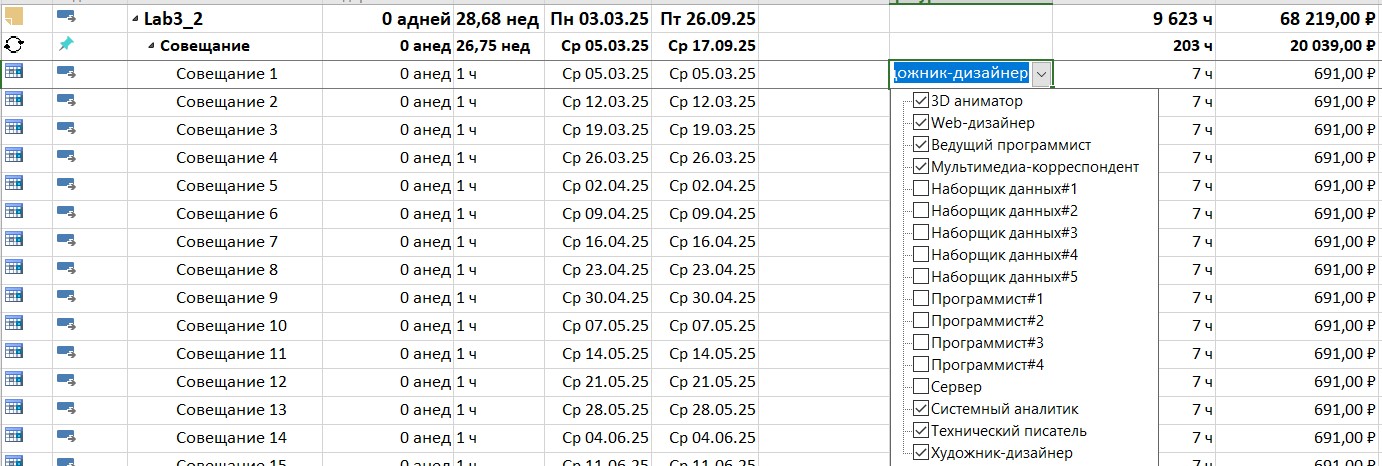 Lab3_2 0 адней 28,68 нед Пн 03.03.25 Пт 26.09.25 9 623 ч 68 219,00 ₽
Совещание 0 анед 26,75 нед Ср 05.03.25 Ср 17.09.25 203 ч 20 039,00 ₽
Совещание 1 0 анед 1 ч Ср 05.03.25 Ср 05.03.25 дожник-дизайнер 7 ч 691,00 ₽
Совещание 2 0 анед 1 ч Ср 12.03.25 Ср 12.03.25 3D аниматор 7 ч 691,00 ₽
Web-дизайнер
Совещание 3 0 анед 1 ч Ср 19.03.25 Ср 19.03.25 7 ч 691,00 ₽
Ведущий программист
Совещание 4 0 анед 1 ч Ср 26.03.25 Ср 26.03.25 Мультимедиа-корреспондент 7 ч 691,00 ₽
Совещание 5 0 анед 1 ч Ср 02.04.25 Ср 02.04.25 Наборщик данных#1 7 ч 691,00 ₽
Совещание 6 0 анед 1 ч Ср 09.04.25 Ср 09.04.25 Наборщик данных#2 7 ч 691,00 ₽
Наборщик данных#3
Совещание 7 0 анед 1 ч Ср 16.04.25 Ср 16.04.25 7 ч 691,00 ₽
Наборщик данных#4
Совещание 8 0 анед 1 ч Ср 23.04.25 Ср 23.04.25 Наборщик данных#5 7 ч 691,00 ₽
Совещание 9 0 анед 1 ч Ср 30.04.25 Ср 30.04.25 Программист#1 7 ч 691,00 ₽
Совещание 10 0 анед 1 ч Ср 07.05.25 Ср 07.05.25 Программист#2 7 ч 691,00 ₽
Программист#3
Совещание 11 0 анед 1 ч Ср 14.05.25 Ср 14.05.25 7 ч 691,00 ₽
Программист#4
Совещание 12 0 анед 1 ч Ср 21.05.25 Ср 21.05.25 Сервер 7 ч 691,00 ₽
Совещание 13 0 анед 1 ч Ср 28.05.25 Ср 28.05.25 Системный аналитик 7 ч 691,00 ₽
Совещание 14 0 анед 1 ч Ср 04.06.25 Ср 04.06.25 Технический писатель 7 ч 691,00 ₽
Художник-дизайнер
Совещание 15 0 анед 1 ч Ср 11.06.25 Ср 11.06.25 7 ч 691,00 ₽